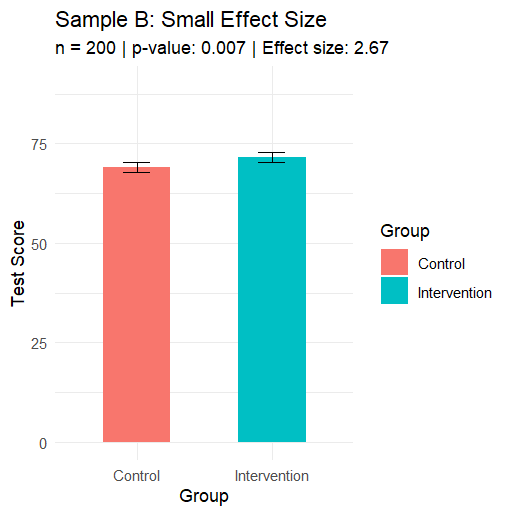 Sample B: Small Effect Size
n = 200 | p-value: 0.007 | Effect size: 2.67
Test Score
75
50
25
0
Control
Intervention
Group
Group
Control
Intervention